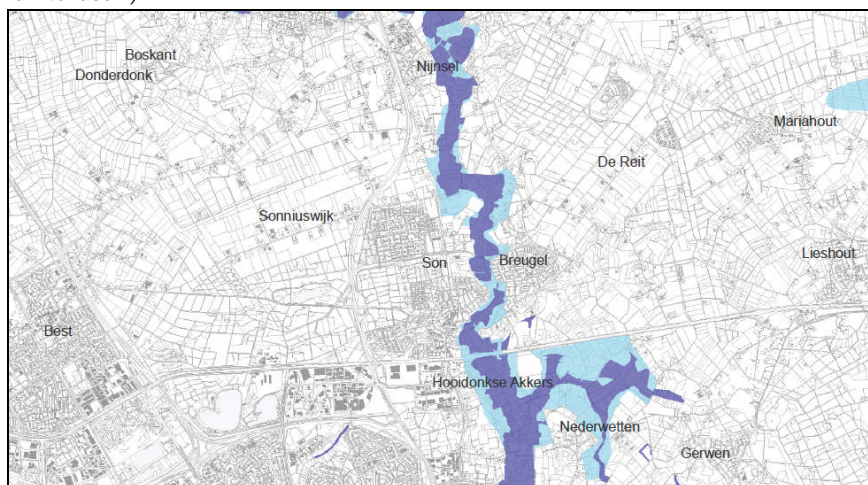 Boskant
Donderdonk
Nijnsel
Mariahout
De Reit
Sonniuswijk
Son
Breugel
Lieshout
Best
Hooidonkse Akkers
Nederwetten
Gerwen